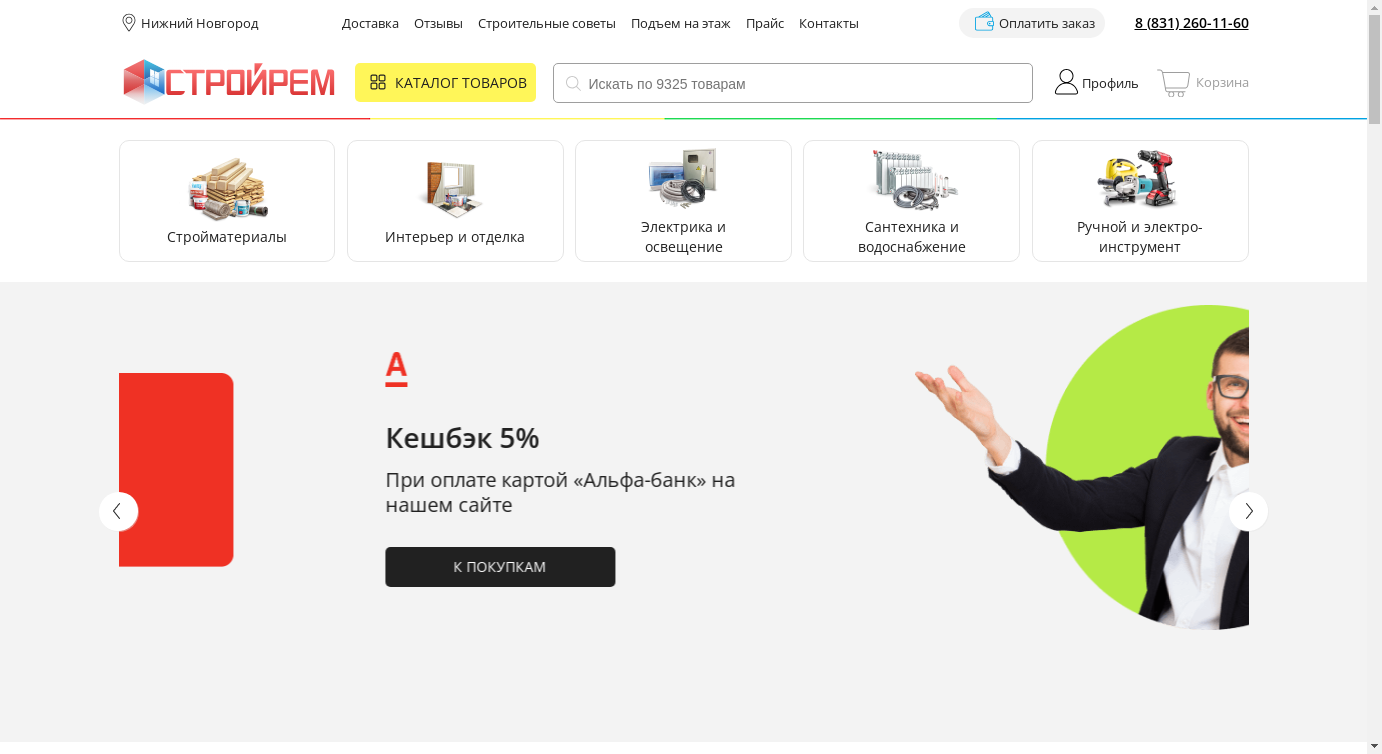 Нижний Новгород
Доставка Отзывы Строительные советы Подъем на этаж Прайс Контакты
Оплатить заказ
8 (831) 260-11-60
СТРОЙРЕМ
КАТАЛОГ ТОВАРОВ
Искать по 9325 товарам
Профиль
Корзина
Стройматериалы
Интерьер и отделка
Электрика и
освещение
Сантехника и
водоснабжение
Ручной и электро-
инструмент
А
Кешбэк 5%
При оплате картой «Альфа-банк» на
нашем сайте
К ПОКУПКАМ